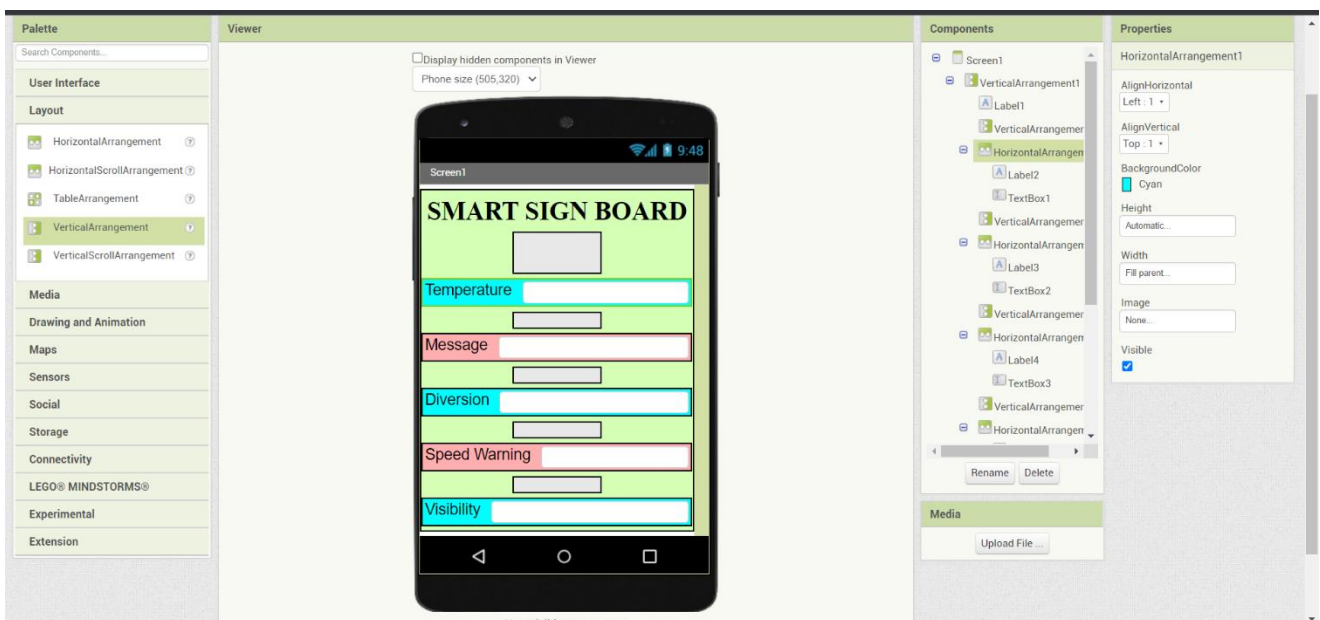 Palette
Search Components...
User Interface
Layout
HorizontalArrangement
HorizontalScrollArrangement
TableArrangement
VerticalArrangement
VerticalScrollArrangement
Media
Drawing and Animation
Maps
Sensors
Social
Storage
Connectivity
LEGO® MINDSTORMS®
Experimental
Extension
Viewer
Display hidden components in Viewer
Phone size (505,320)
9:48
Screen1
SMART SIGN BOARD
Temperature
Message
Diversion
Speed Warning
Visibility
Components
Screen1
VerticalArrangement1
Label1
VerticalArrangemer
HorizontalArrangem
Label2
TextBox1
VerticalArrangemer
HorizontalArrangem
Label3
TextBox2
VerticalArrangemer
HorizontalArrangem
Label4
TextBox3
VerticalArrangemer
HorizontalArrangem
Rename Delete
Media
Upload File ...
Properties
HorizontalArrangement1
AlignHorizontal
Left : 1
AlignVertical
Top : 1
BackgroundColor
Cyan
Height
Automatic...
Width
Fill parent...
Image
None...
Visible